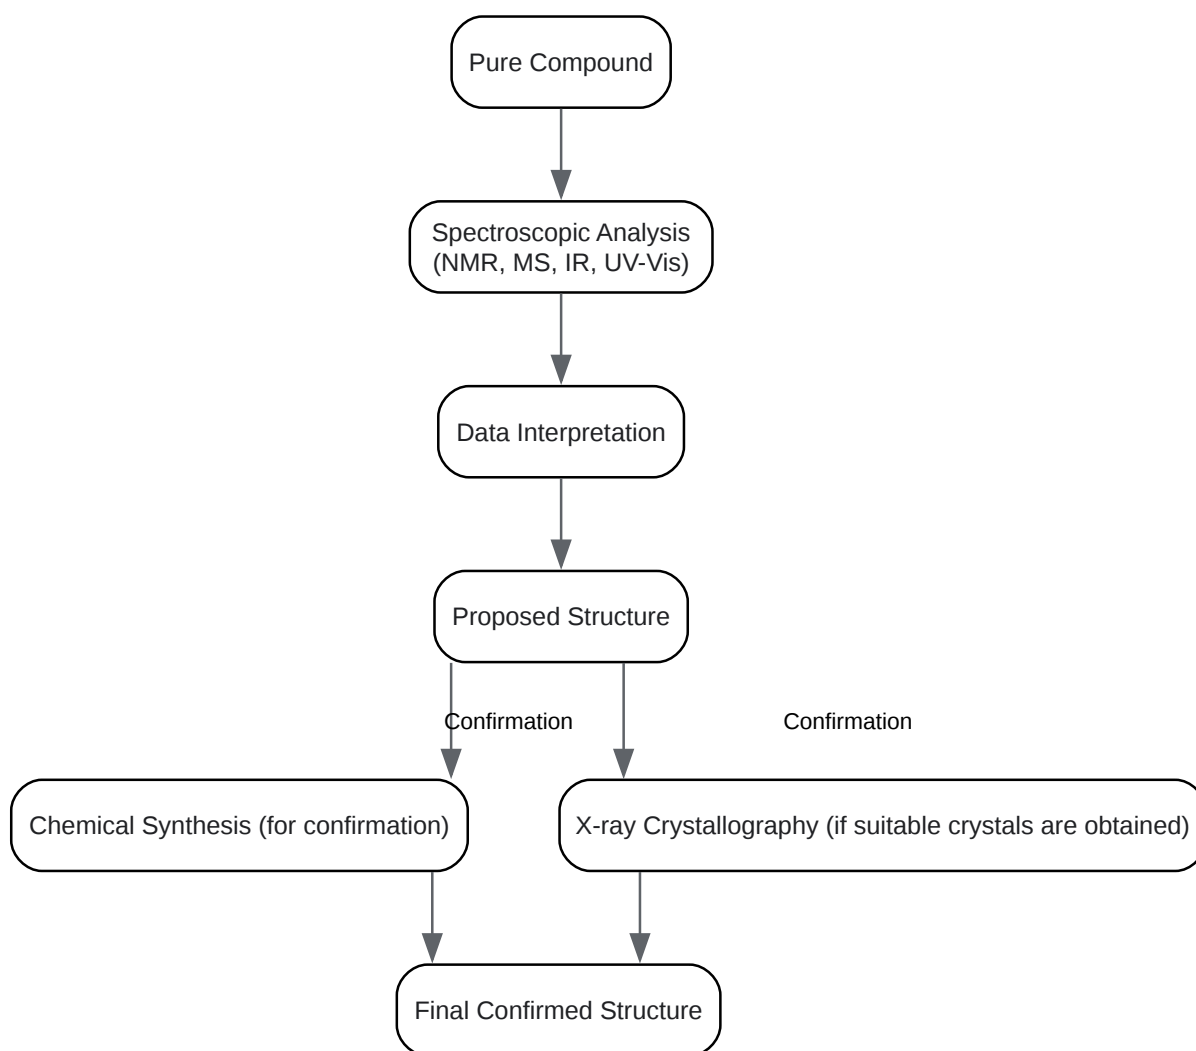 Pure Compound
Spectroscopic Analysis
(NMR, MS, IR, UV-Vis)
Data Interpretation
Proposed Structure
Confirmation
Confirmation
Chemical Synthesis (for confirmation)
X-ray Crystallography (if suitable crystals are obtained)
Final Confirmed Structure